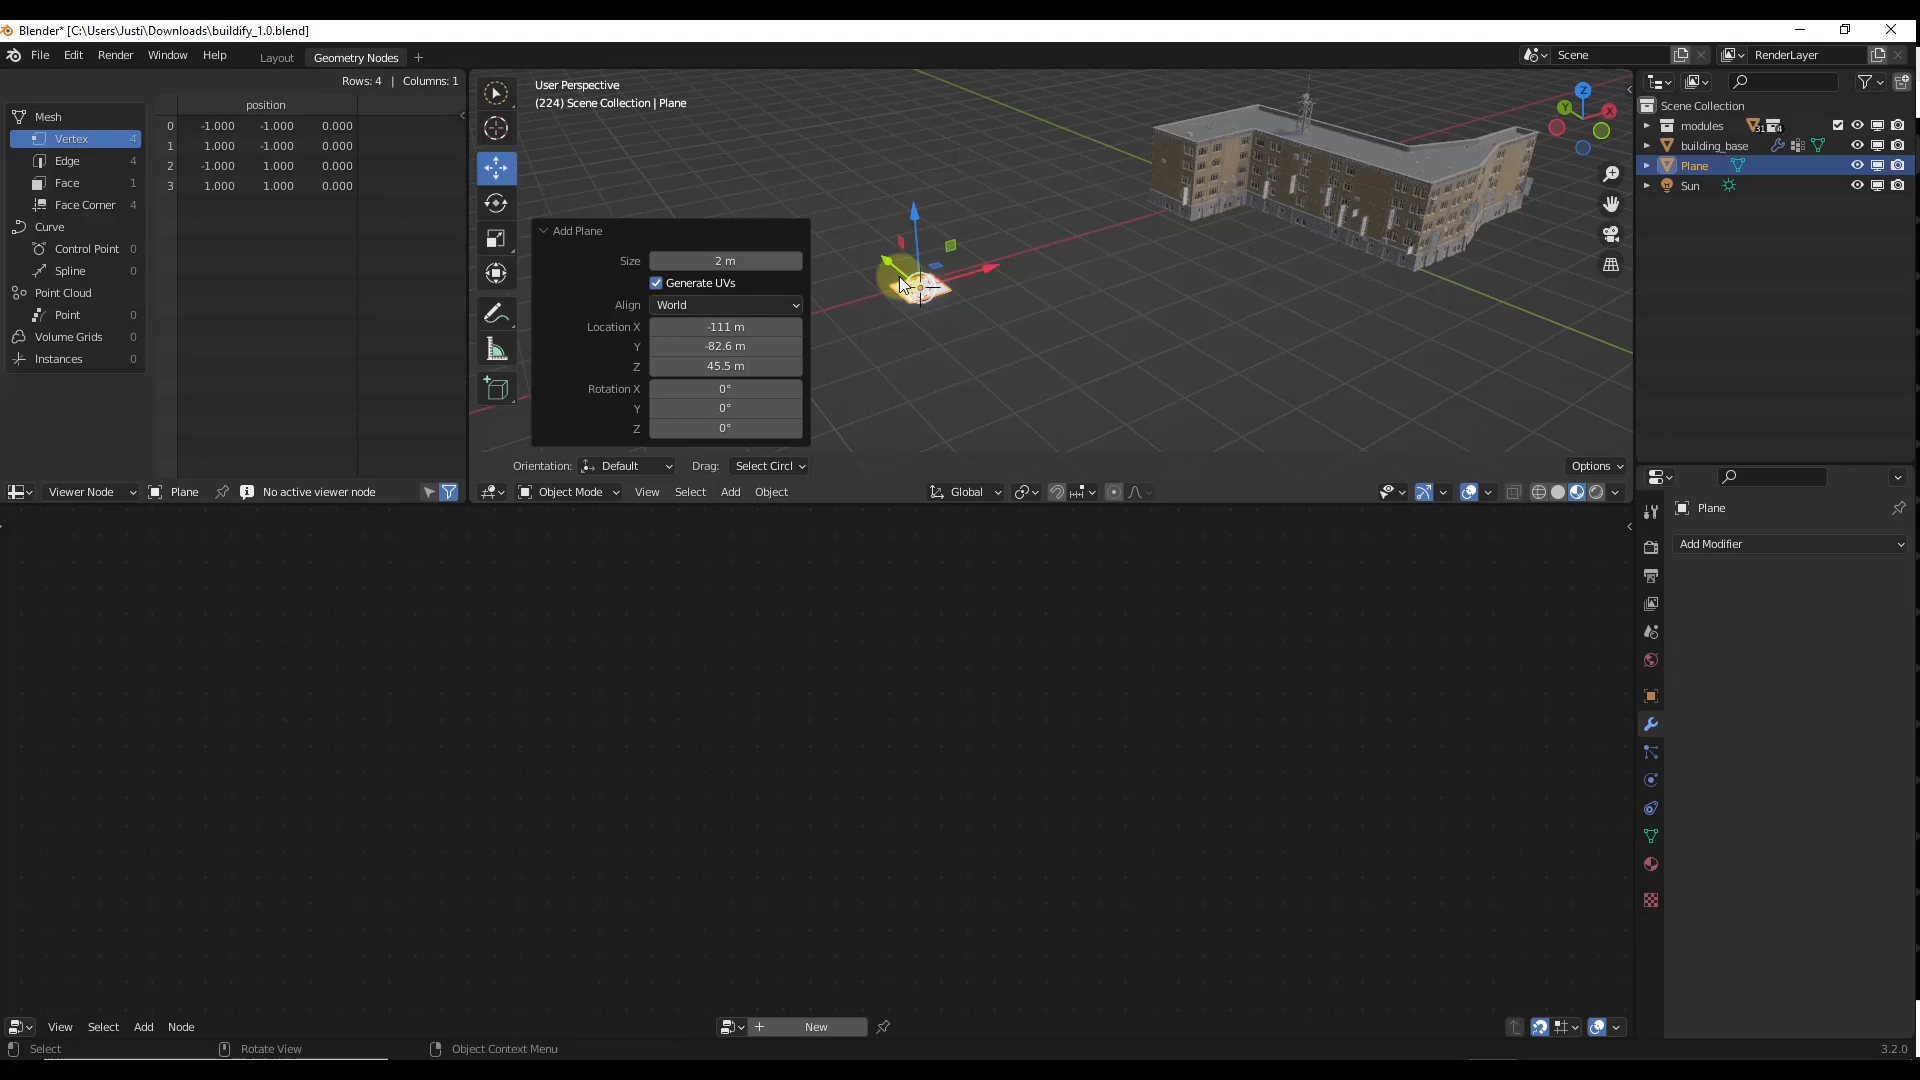 Blender* [C:\Users\Justi\Downloads\buildify_1.0.blend]
File Edit Render Window Help Layout Geometry Nodes + Scene RenderLayer
Rows: 4 | Columns: 1
position
Mesh
Vertex 4
Edge 4
Face 1
Face Corner 4
Curve
Control Point 0
Spline 0
Point Cloud
Point 0
Volume Grids 0
Instances 0
0 -1.000 -1.000 0.000
1 1.000 -1.000 0.000
2 -1.000 1.000 0.000
3 1.000 1.000 0.000
User Perspective
(224) Scene Collection | Plane
Z
Y
X
Add Plane
Size 2 m
Generate UVs
Align World
Location X -111 m
Y -82.6 m
Z 45.5 m
Rotation X 0°
Y 0°
Z 0°
Orientation: Default Drag: Select Circl Options
Scene Collection
modules 31 4
building_base
Plane
Sun
Viewer Node Plane No active viewer node
Object Mode View Select Add Object Global
Plane
Add Modifier
View Select Add Node + New
Select Rotate View Object Context Menu 3.2.0